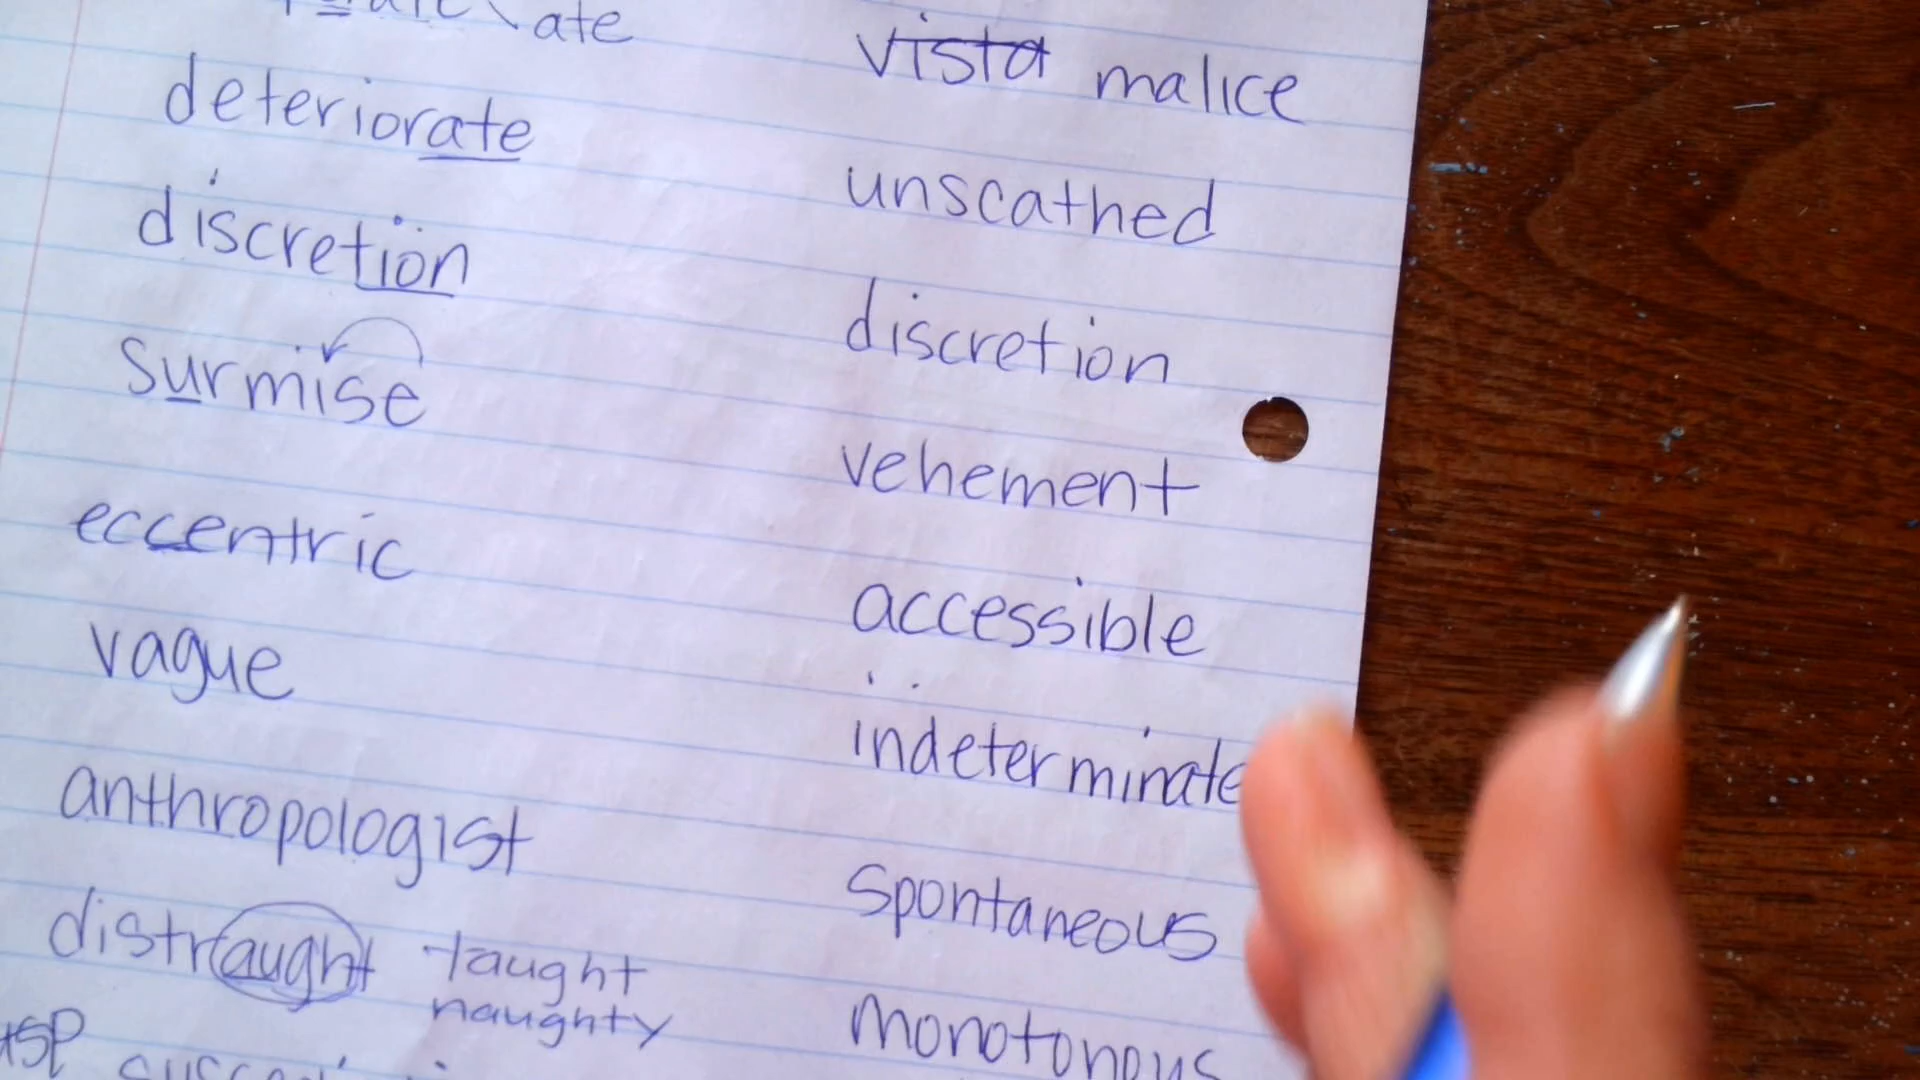 ate
deteriorate
discretion
surmise
eccentric
vague
anthropologist
distraught taught
naughty
vista malice
unscathed
discretion
vehement
accessible
indeterminate
spontaneous
monotonous